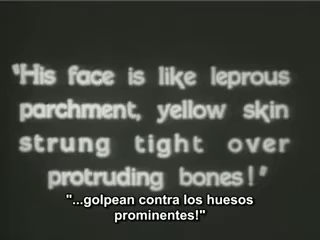 "His face is like leprous
parchment, yellow skin
strung tight over
protruding bones!"
"...golpean contra los huesos
prominentes!"